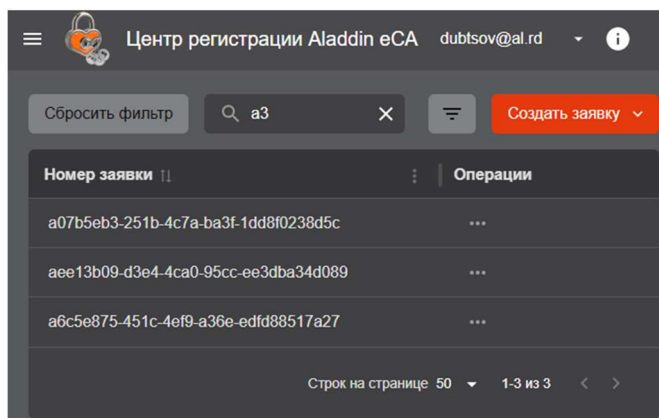 Центр регистрации Aladdin eCA dubtsov@al.rd
Сбросить фильтр a3 Создать заявку
Номер заявки Операции
a07b5eb3-251b-4c7a-ba3f-1dd8f0238d5c
aee13b09-d3e4-4ca0-95cc-ee3dba34d089
a6c5e875-451c-4ef9-a36e-edfd88517a27
Строк на странице 50 1-3 из 3